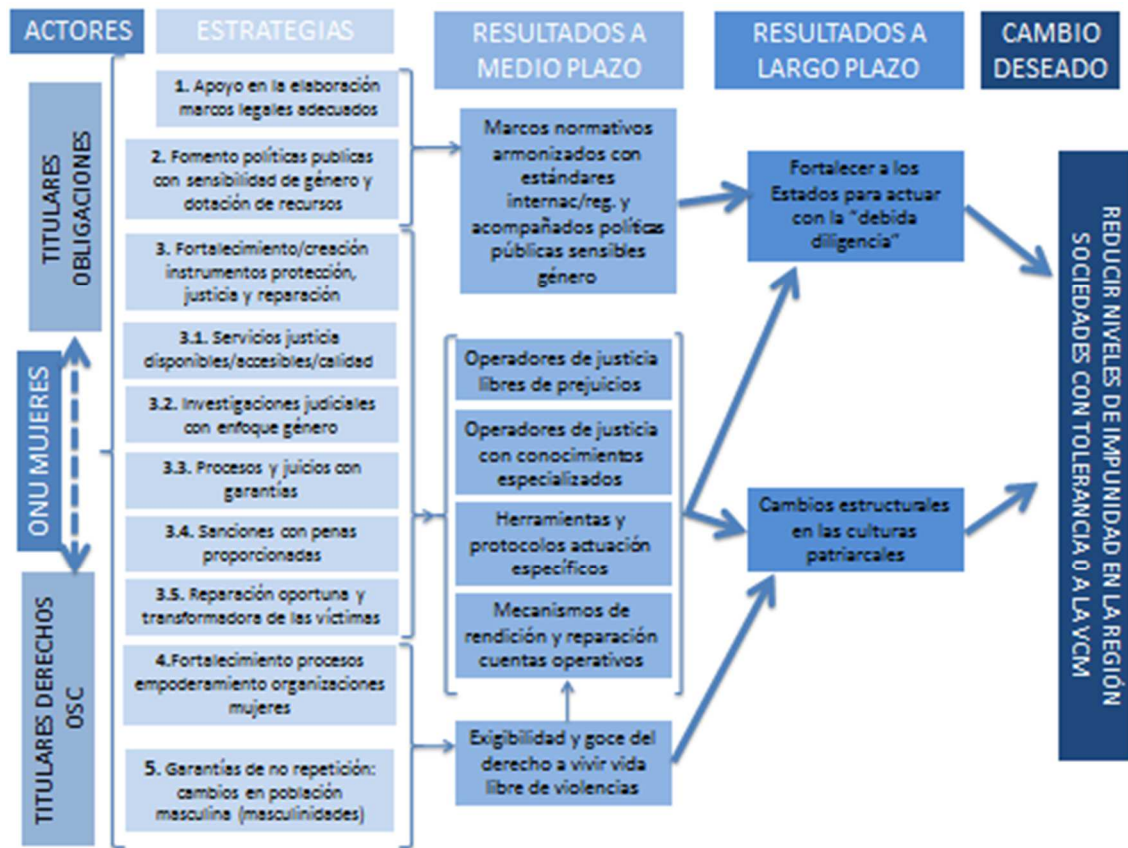 ACTORES
ESTRATEGIAS
RESULTADOS A
MEDIO PLAZO
RESULTADOS A
LARGO PLAZO
CAMBIO
DESEADO
TITULARES
OBLIGACIONES
ONU MUJERES
TITULARES DERECHOS
OSC
1. Apoyo en la elaboración
marcos legales adecuados
2. Fomento políticas publicas
con sensibilidad de género y
dotación de recursos
3. Fortalecimiento/creación
instrumentos protección,
justicia y reparación
3.1. Servicios justicia
disponibles/accesibles/calidad
3.2. Investigaciones judiciales
con enfoque género
3.3. Procesos y juicios con
garantías
3.4. Sanciones con penas
proporcionadas
3.5. Reparación oportuna y
transformadora de las víctimas
4.Fortalecimiento procesos
empoderamiento organizaciones
mujeres
5. Garantías de no repetición:
cambios en población
masculina (masculinidades)
Marcos normativos
armonizados con
estándares
internac/reg. y
acompañados políticas
públicas sensibles
género
Operadores de justicia
libres de prejuicios
Operadores de justicia
con conocimientos
especializados
Herramientas y
protocolos actuación
específicos
Mecanismos de
rendición y reparación
cuentas operativos
Exigibilidad y goce del
derecho a vivir vida
libre de violencias
Fortalecer a los
Estados para actuar
con la "debida
diligencia"
Cambios estructurales
en las culturas
patriarcales
REDUCIR NIVELES DE IMPUNIDAD EN LA REGIÓN
SOCIEDADES CON TOLERANCIA 0 A LA VCM